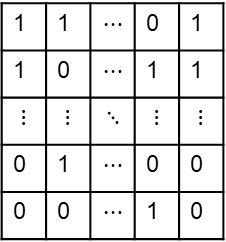 1 1 ⋯ 0 1
1 0 ⋯ 1 1
⋮ ⋮ ⋱ ⋮ ⋮
0 1 ⋯ 0 0
0 0 ⋯ 1 0